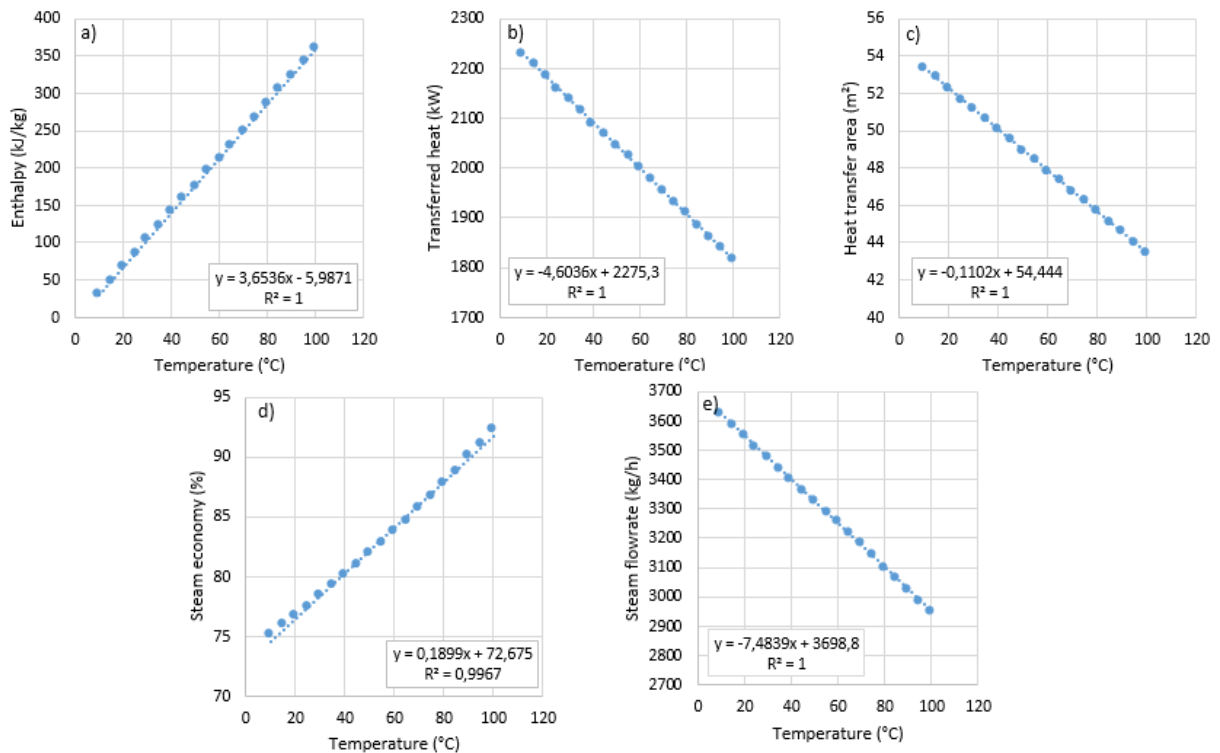 a)
Enthalpy (kJ/kg)
400
350
300
250
200
150
100
50
0
y = 3,6536x - 5,9871
R² = 1
0 20 40 60 80 100 120
Temperature (°C)
b)
Transferred heat (kW)
2300
2200
2100
2000
1900
1800
1700
y = -4,6036x + 2275,3
R² = 1
0 20 40 60 80 100 120
Temperature (°C)
c)
Heat transfer area (m²)
56
54
52
50
48
46
44
42
40
y = -0,1102x + 54,444
R² = 1
0 20 40 60 80 100 120
Temperature (°C)
d)
Steam economy (%)
95
90
85
80
75
70
y = 0,1899x + 72,675
R² = 0,9967
0 20 40 60 80 100 120
Temperature (°C)
e)
Steam flowrate (kg/h)
3700
3600
3500
3400
3300
3200
3100
3000
2900
2800
2700
y = -7,4839x + 3698,8
R² = 1
0 20 40 60 80 100 120
Temperature (°C)